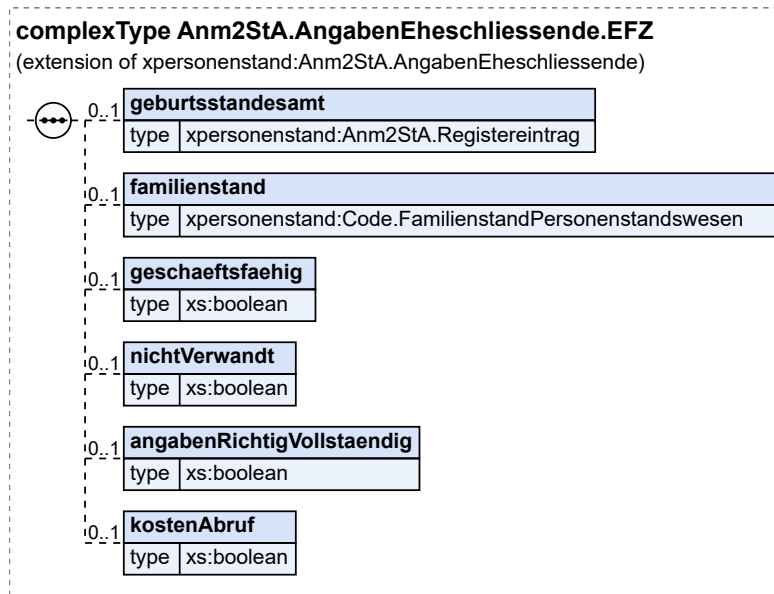 complexType Anm2StA.AngabenEheschliessende.EFZ
(extension of xpersonenstand:Anm2StA.AngabenEheschliessende)
0..1 geburtsstandesamt
type xpersonenstand:Anm2StA.Registereintrag
0..1 familienstand
type xpersonenstand:Code.FamilienstandPersonenstandswesen
0..1 geschaeftsfaehig
type xs:boolean
0..1 nichtVerwandt
type xs:boolean
0..1 angabenRichtigVollstaendig
type xs:boolean
0..1 kostenAbruf
type xs:boolean